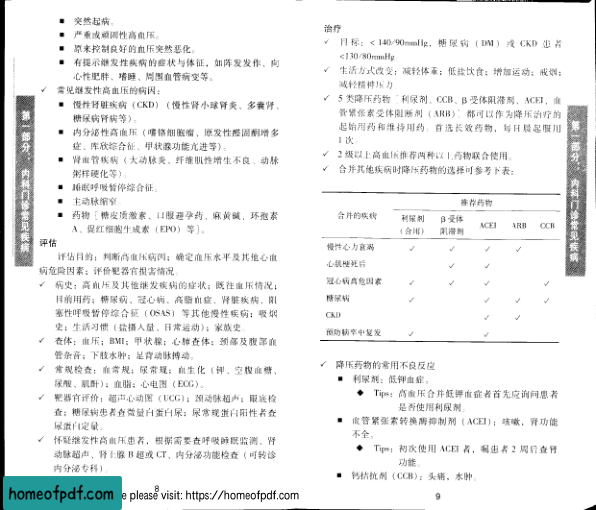 ■ 突然起病。
■ 严重或顽固性高血压。
■ 原来控制良好的血压突然恶化。
■ 有提示继发性疾病的症状与体征，如阵发发作、向
心性肥胖、嗜睡、周围血管病变等。
✓ 常见继发性高血压的病因：
■ 慢性肾脏疾病（CKD）（慢性肾小球肾炎、多囊肾、
糖尿病肾病等）。
■ 内分泌性高血压（嗜铬细胞瘤、原发性醛固酮增多
症、库欣综合征、甲状腺功能亢进等）。
■ 肾血管疾病（大动脉炎、纤维肌性增生不良、动脉
粥样硬化等）。
■ 睡眠呼吸暂停综合征。
■ 主动脉缩窄。
■ 药物［糖皮质激素、口服避孕药、麻黄碱、环孢素
A、促红细胞生成素（EPO）等］。
评估
评估目的：判断高血压病因；确定血压水平及其他心血
病危险因素；评价靶器官损害情况。
✓ 病史：高血压及其他继发疾病的症状；既往血压情况；
目前用药；糖尿病、冠心病、高脂血症、肾脏疾病、阻
塞性呼吸暂停综合征（OSAS）等其他慢性疾病；吸烟
史；生活习惯（盐摄入量、日常运动）；家族史。
✓ 查体：血压；BMI；甲状腺；心肺查体；颈部及腹部血
管杂音；下肢水肿；足背动脉搏动。
✓ 常规检查：血常规；尿常规；血生化（钾、空腹血糖、
尿酸、肌酐）；血脂；心电图（ECG）。
✓ 靶器官评价：超声心动图（UCG）；颈动脉超声；眼底检
查；糖尿病患者查微量白蛋白尿；尿常规蛋白阳性者查
尿蛋白定量。
✓ 怀疑继发性高血压患者，根据需要查呼吸睡眠监测、肾
动脉超声、肾上腺 B 超或 CT、内分泌功能检查（可转诊
内分泌专科）。
8
第一部分：内科门诊常见疾病
治疗
✓ 目标：＜140/90mmHg，糖尿病（DM）或 CKD 患者
＜130/80mmHg
✓ 生活方式改变：减轻体重；低盐饮食；增加运动；戒烟；
减轻精神压力
✓ 5 类降压药物［利尿剂、CCB、β 受体阻滞剂、ACEI、血
管紧张素受体阻断剂（ARB）］都可以作为降压治疗的
起始用药和维持用药。首选长效药物，每日晨起服用
1 次。
✓ 2 级以上高血压推荐两种以上药物联合使用。
✓ 合并其他疾病时降压药物的选择可参考下表：
合并的疾病 推荐药物
利尿剂（合用） β 受体阻滞剂 ACEI ARB CCB
慢性心力衰竭 ✓ ✓ ✓ ✓
心肌梗死后 ✓ ✓
冠心病高危因素 ✓ ✓ ✓ ✓
糖尿病 ✓ ✓ ✓ ✓
CKD ✓ ✓
预防脑卒中复发 ✓ ✓
✓ 降压药物的常用不良反应
■ 利尿剂：低钾血症。
◆ Tips：高血压合并低钾血症者首先应询问患者
是否使用利尿剂。
■ 血管紧张素转换酶抑制剂（ACEI）：咳嗽，肾功能
不全。
◆ Tips：初次使用 ACEI 者，嘱患者 2 周后查肾
功能。
■ 钙拮抗剂（CCB）：头痛，水肿。
9
第一部分：内科门诊常见疾病
homeofpdf.com
e please visit: https://homeofpdf.com